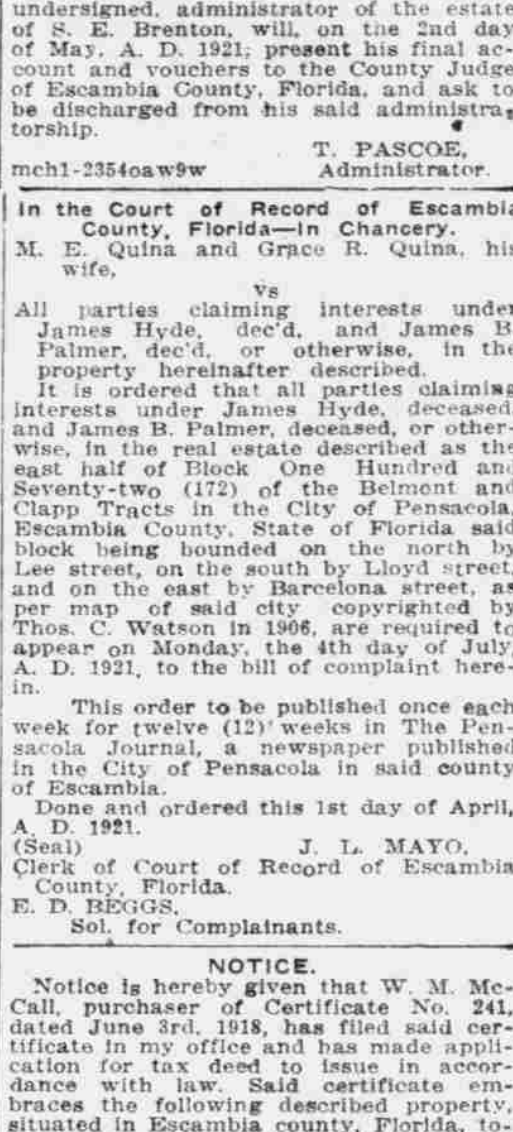 undersigned, administrator of the estate
of S. E. Brenton, will, on the 2nd day
of May, A. D. 1921, present his final ac-
count and vouchers to the County Judge
of Escambia County, Florida, and ask to
be discharged from his said administra-
torship.
T. PASCOE,
mch1-2354oaw9w Administrator.
In the Court of Record of Escambia
County, Florida—In Chancery.
M. E. Quina and Grace R. Quina, his
wife,
vs
All parties claiming interests under
James Hyde, dec'd, and James B
Palmer, dec'd, or otherwise, in the
property hereinafter described.
It is ordered that all parties claiming
interests under James Hyde, deceased
and James B. Palmer, deceased, or other-
wise, in the real estate described as the
east half of Block One Hundred and
Seventy-two (172) of the Belmont and
Clapp Tracts in the City of Pensacola,
Escambia County, State of Florida said
block being bounded on the north by
Lee street, on the south by Lloyd street,
and on the east by Barcelona street, as
per map of said city copyrighted by
Thos. C. Watson in 1906, are required to
appear on Monday, the 4th day of July,
A. D. 1921, to the bill of complaint here-
in.
This order to be published once each
week for twelve (12) weeks in The Pen-
sacola Journal, a newspaper published
in the City of Pensacola in said county
of Escambia.
Done and ordered this 1st day of April,
A. D. 1921.
(Seal) J. L. MAYO,
Clerk of Court of Record of Escambia
County, Florida.
E. D. BEGGS,
Sol. for Complainants.
NOTICE.
Notice is hereby given that W. M. Mc-
Call, purchaser of Certificate No. 241,
dated June 3rd, 1918, has filed said cer-
tificate in my office and has made appli-
cation for tax deed to issue in accor-
dance with law. Said certificate em-
braces the following described property,
situated in Escambia county, Florida, to-